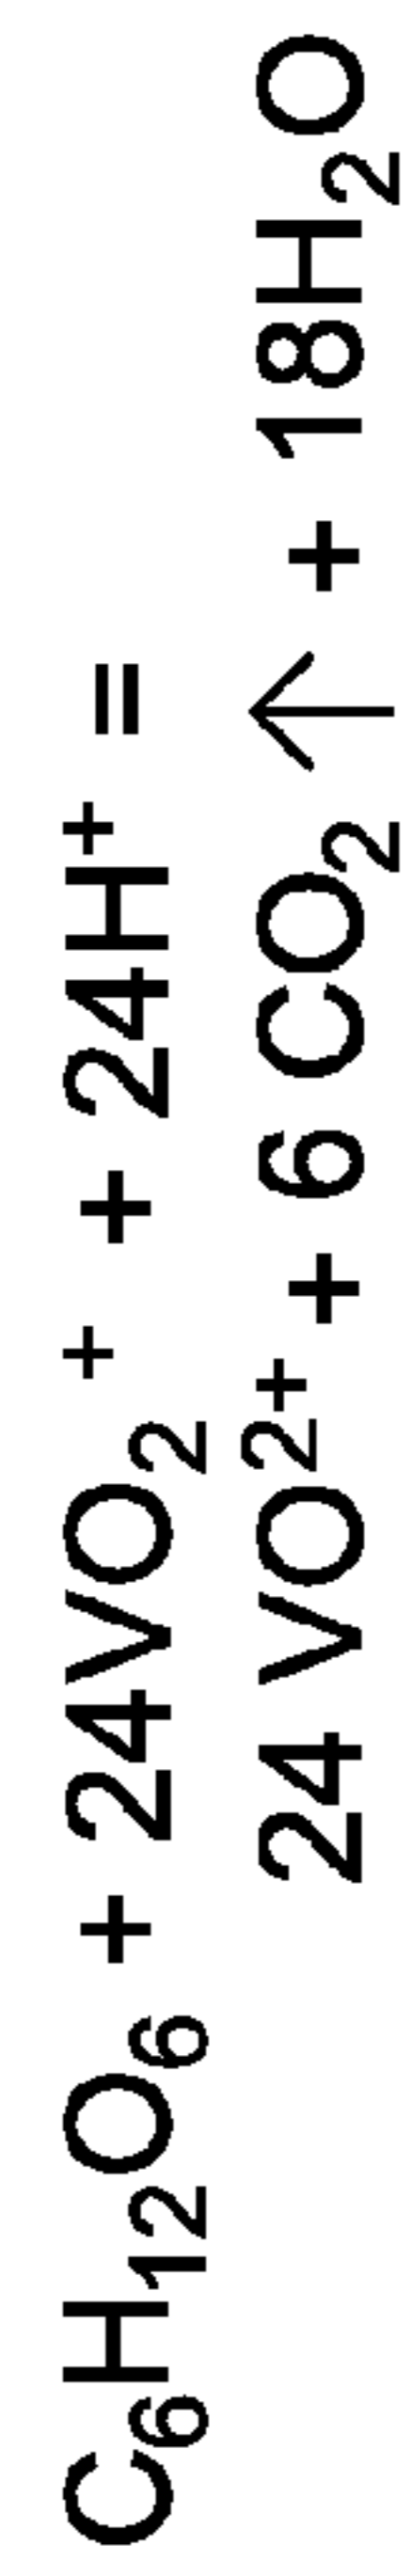 C₆H₁₂O₆ + 24VO₂⁺ + 24H⁺ =
24 VO²⁺ + 6 CO₂ ↑ + 18H₂O